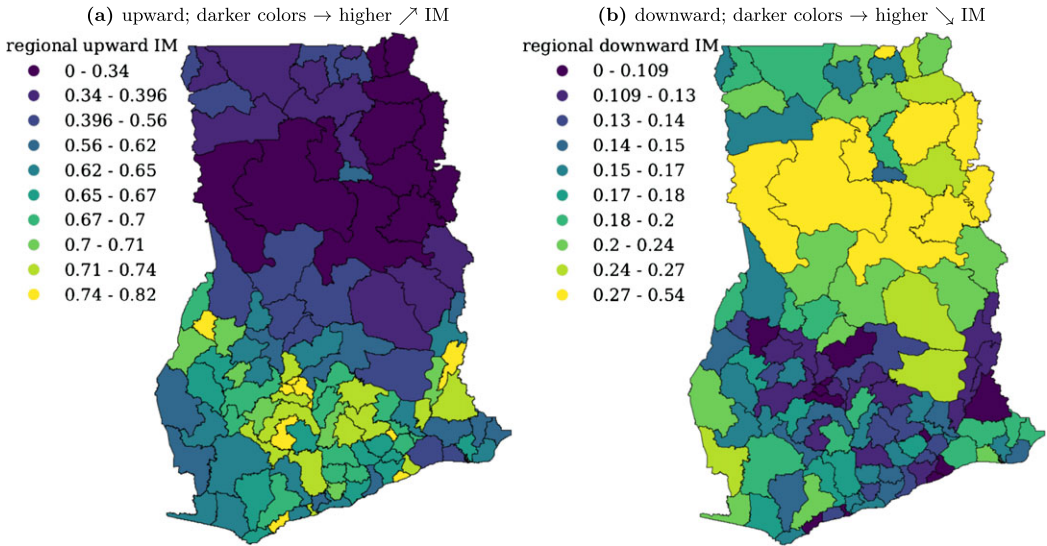 (a) upward; darker colors → higher ↗ IM
regional upward IM
0 - 0.34
0.34 - 0.396
0.396 - 0.56
0.56 - 0.62
0.62 - 0.65
0.65 - 0.67
0.67 - 0.7
0.7 - 0.71
0.71 - 0.74
0.74 - 0.82
(b) downward; darker colors → higher ↘ IM
regional downward IM
0 - 0.109
0.109 - 0.13
0.13 - 0.14
0.14 - 0.15
0.15 - 0.17
0.17 - 0.18
0.18 - 0.2
0.2 - 0.24
0.24 - 0.27
0.27 - 0.54